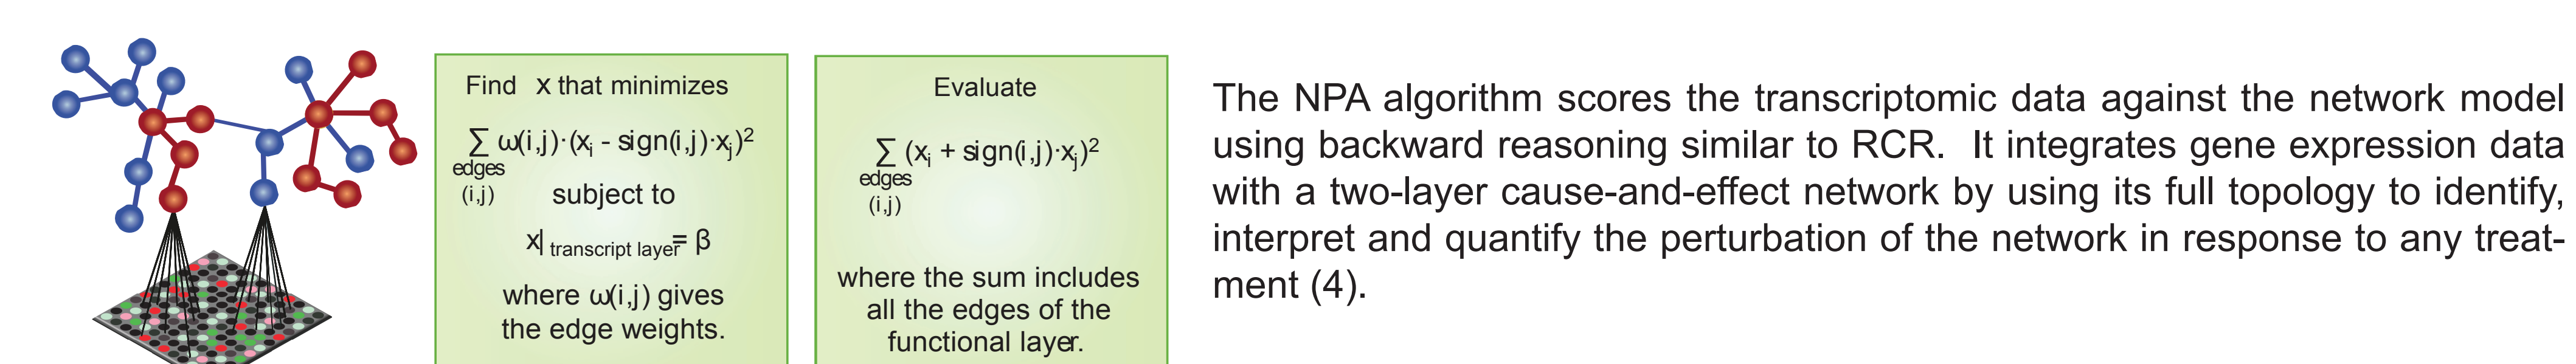 Find x that minimizes
∑ ω(i,j)·(xi - sign(i,j)·xj)²
edges
(i,j)
subject to
x| transcript layer = β
where ω(i,j) gives
the edge weights.
Evaluate
∑ (xi + sign(i,j)·xj)²
edges
(i,j)
where the sum includes
all the edges of the
functional layer.
The NPA algorithm scores the transcriptomic data against the network model
using backward reasoning similar to RCR. It integrates gene expression data
with a two-layer cause-and-effect network by using its full topology to identify,
interpret and quantify the perturbation of the network in response to any treat-
ment (4).